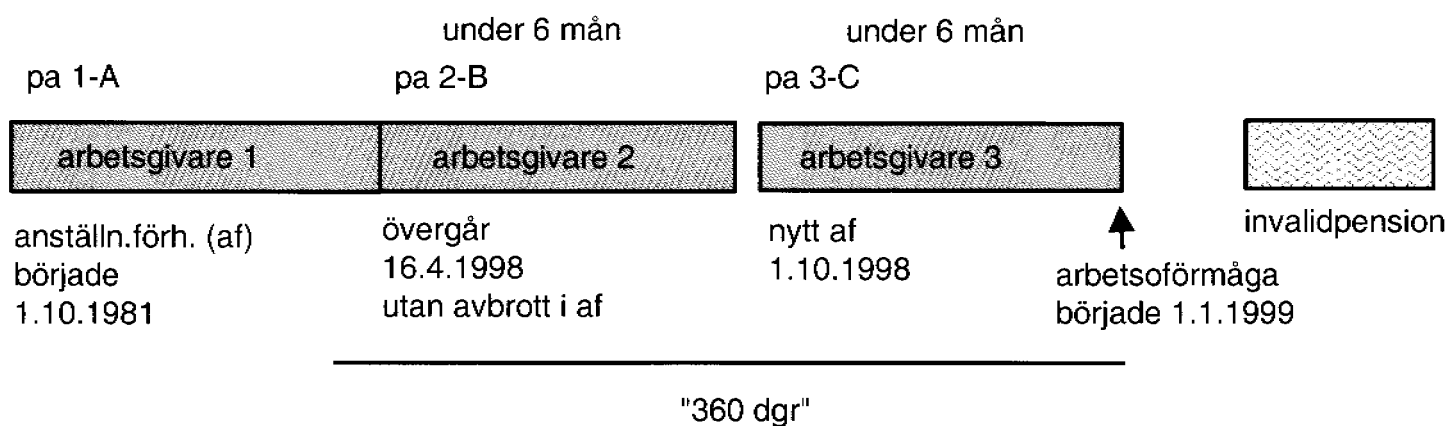 under 6 mån under 6 mån
pa 1-A pa 2-B pa 3-C
arbetsgivare 1 arbetsgivare 2 arbetsgivare 3
anställn.förh. (af)
började
1.10.1981
övergår
16.4.1998
utan avbrott i af
nytt af
1.10.1998
arbetsoförmåga
började 1.1.1999
invalidpension
"360 dgr"